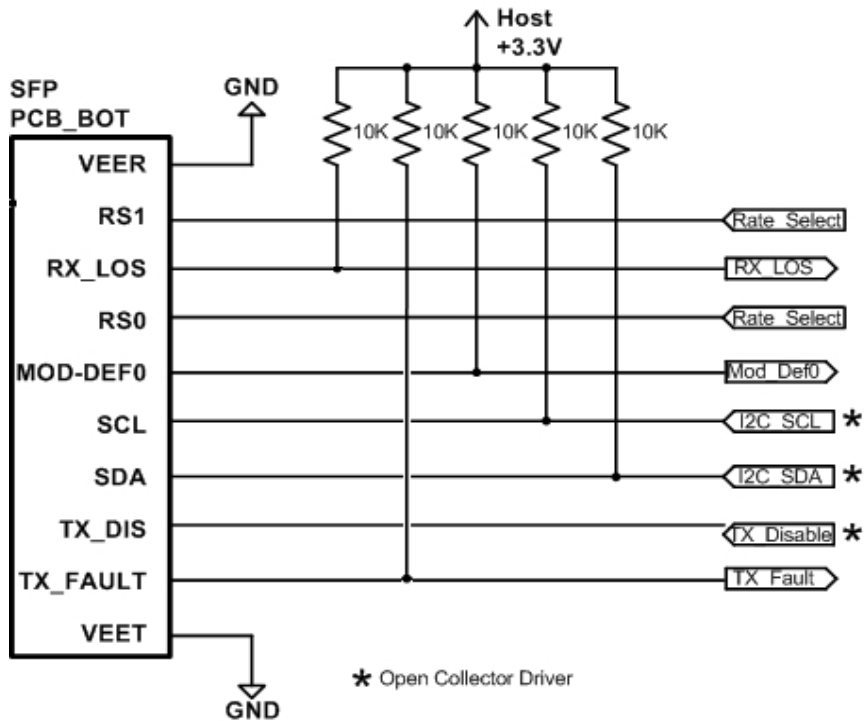 Host
+3.3V
SFP
PCB_BOT
GND
10K
10K
10K
10K
10K
VEER
RS1
Rate_Select
RX_LOS
RX_LOS
RS0
Rate_Select
MOD-DEF0
Mod_Def0
SCL
I2C_SCL *
SDA
I2C_SDA *
TX_DIS
TX_Disable *
TX_FAULT
TX_Fault
VEET
* Open Collector Driver
GND